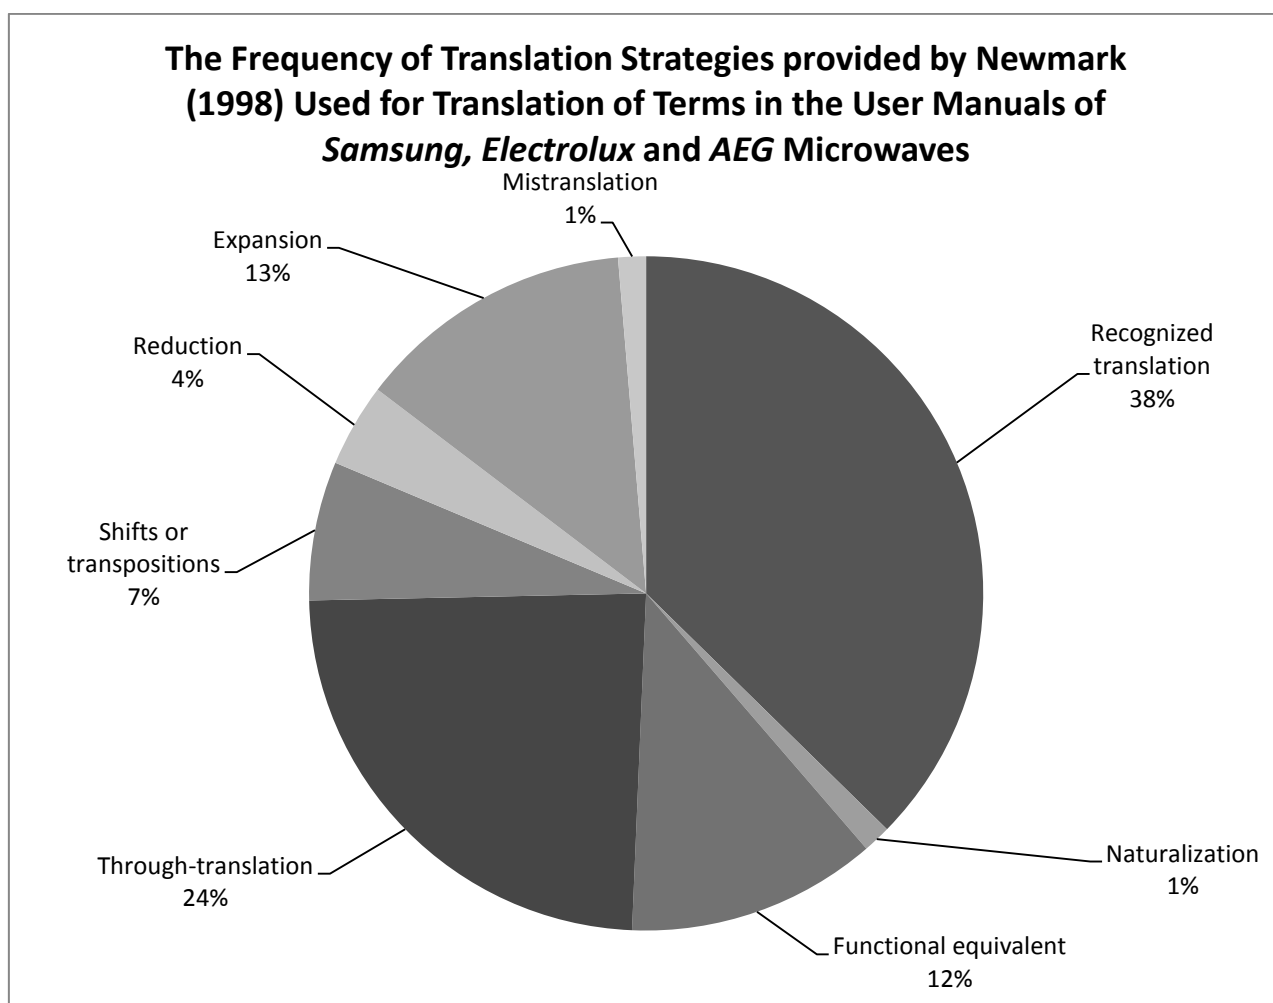 The Frequency of Translation Strategies provided by Newmark
(1998) Used for Translation of Terms in the User Manuals of
Samsung, Electrolux and AEG Microwaves
Mistranslation
1%
Expansion
13%
Reduction
4%
Shifts or
transpositions
7%
Through-translation
24%
Recognized
translation
38%
Naturalization
1%
Functional equivalent
12%